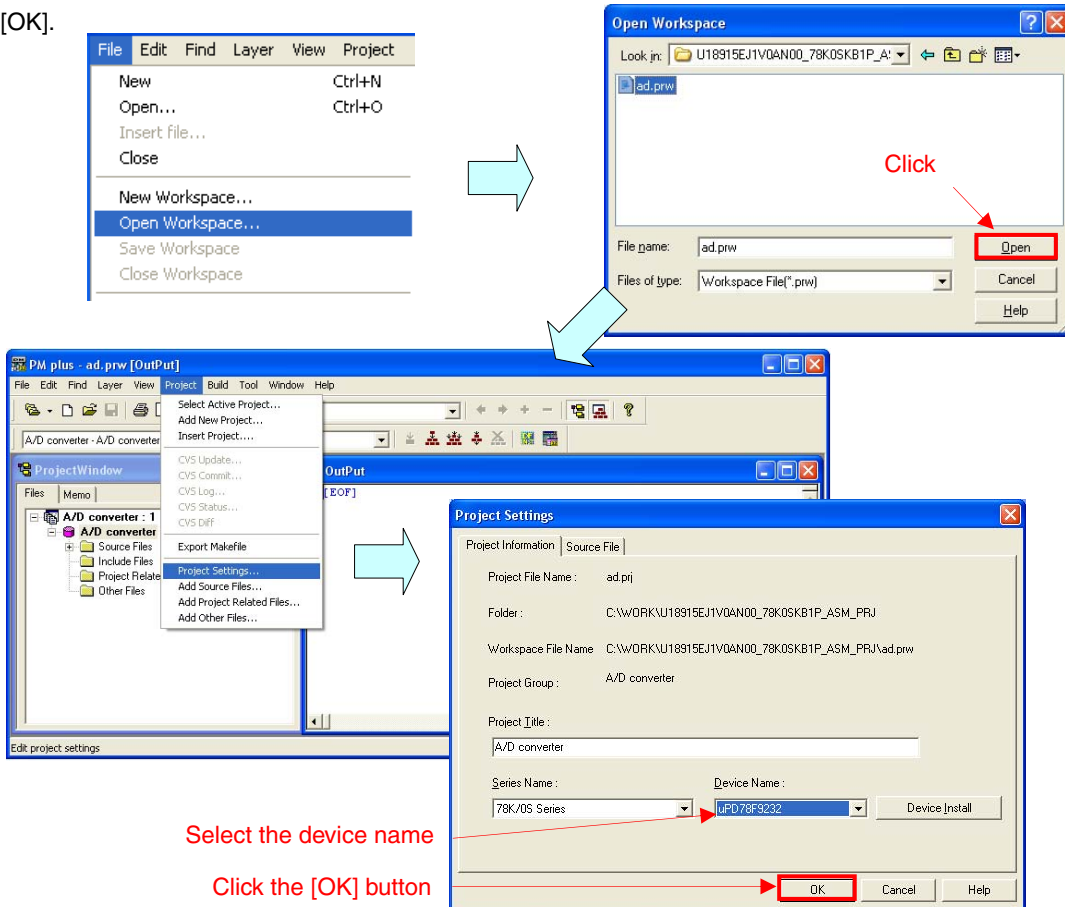 [OK].
File Edit Find Layer View Project
New Ctrl+N
Open... Ctrl+O
Insert file...
Close
New Workspace...
Open Workspace...
Save Workspace
Close Workspace
Open Workspace
Look in: U18915EJ1V0AN00_78K0SKB1P_A
ad.prw
Click
File name: ad.prw Open
Files of type: Workspace File(*.prw) Cancel
Help
PM plus - ad.prw [OutPut]
File Edit Find Layer View Project Build Tool Window Help
Select Active Project...
Add New Project...
Insert Project....
CVS Update...
CVS Commit...
CVS Log...
CVS Status...
CVS Diff
Export Makefile
Project Settings...
Add Source Files...
Add Project Related Files...
Add Other Files...
A/D converter - A/D converter
ProjectWindow
Files Memo
A/D converter : 1
A/D converter
Source Files
Include Files
Project Relate
Other Files
OutPut
[EOF]
Edit project settings
Project Settings
Project Information Source File
Project File Name : ad.prj
Folder : C:\WORK\U18915EJ1V0AN00_78K0SKB1P_ASM_PRJ
Workspace File Name C:\WORK\U18915EJ1V0AN00_78K0SKB1P_ASM_PRJ\ad.prw
Project Group : A/D converter
Project Title :
A/D converter
Series Name : Device Name :
78K/0S Series uPD78F9232 Device Install
Select the device name
Click the [OK] button
OK Cancel Help